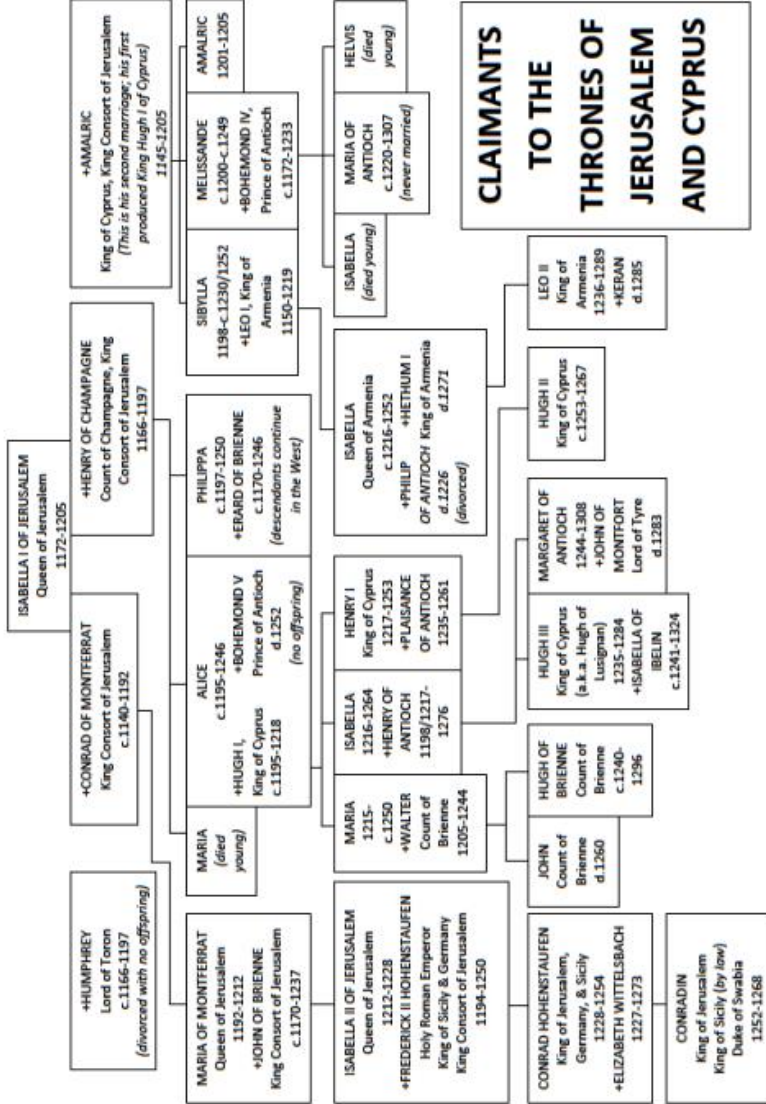 ISABELLA I OF JERUSALEM
Queen of Jerusalem
1172-1205
+HUMPHREY
Lord of Toron
c.1166-1197
(divorced with no offspring)
+CONRAD OF MONTFERRAT
King Consort of Jerusalem
c.1140-1192
+HENRY OF CHAMPAGNE
Count of Champagne, King
Consort of Jerusalem
1166-1197
+AMALRIC
King of Cyprus, King Consort of Jerusalem
(This is his second marriage; his first
produced King Hugh I of Cyprus)
1145-1205
MARIA OF MONTFERRAT
Queen of Jerusalem
1192-1212
+JOHN OF BRIENNE
King Consort of Jerusalem
c.1170-1237
MARIA
(died
young)
ALICE
c.1195-1246
+HUGH I,
King of Cyprus
c.1195-1218
+BOHEMOND V
Prince of Antioch
d.1252
(no offspring)
PHILIPPA
c.1197-1250
+ERARD OF BRIENNE
c.1170-1246
(descendants continue
in the West)
SIBYLLA
1198-c.1230/1252
+LEO I, King of
Armenia
1150-1219
MELISSANDE
c.1200-c.1249
+BOHEMOND IV,
Prince of Antioch
c.1172-1233
AMALRIC
1201-1205
ISABELLA II OF JERUSALEM
Queen of Jerusalem
1212-1228
+FREDERICK II HOHENSTAUFEN
Holy Roman Emperor
King of Sicily & Germany
King Consort of Jerusalem
1194-1250
MARIA
1215-
c.1250
+WALTER
Count of
Brienne
1205-1244
ISABELLA
1216-1264
+HENRY OF
ANTIOCH
1198/1217-
1276
HENRY I
King of Cyprus
1217-1253
+PLAISANCE
OF ANTIOCH
1235-1261
ISABELLA
Queen of Armenia
c.1216-1252
+PHILIP
OF ANTIOCH
d.1226
(divorced)
+HETHUM I
King of Armenia
d.1271
ISABELLA
(died young)
MARIA OF
ANTIOCH
c.1220-1307
(never married)
HELVIS
(died
young)
CONRAD HOHENSTAUFEN
King of Jerusalem,
Germany, & Sicily
1228-1254
+ELIZABETH WITTELSBACH
1227-1273
JOHN
Count of
Brienne
d.1260
HUGH OF
BRIENNE
Count of
Brienne
c.1240-
1296
HUGH III
King of Cyprus
(a.k.a. Hugh of
Lusignan)
1235-1284
+ISABELLA OF
IBELIN
c.1241-1324
MARGARET OF
ANTIOCH
1244-1308
+JOHN OF
MONTFORT
Lord of Tyre
d.1283
HUGH II
King of Cyprus
c.1253-1267
LEO II
King of
Armenia
1236-1289
+KERAN
d.1285
CONRADIN
King of Jerusalem
King of Sicily (by law)
Duke of Swabia
1252-1268
CLAIMANTS
TO THE
THRONES OF
JERUSALEM
AND CYPRUS